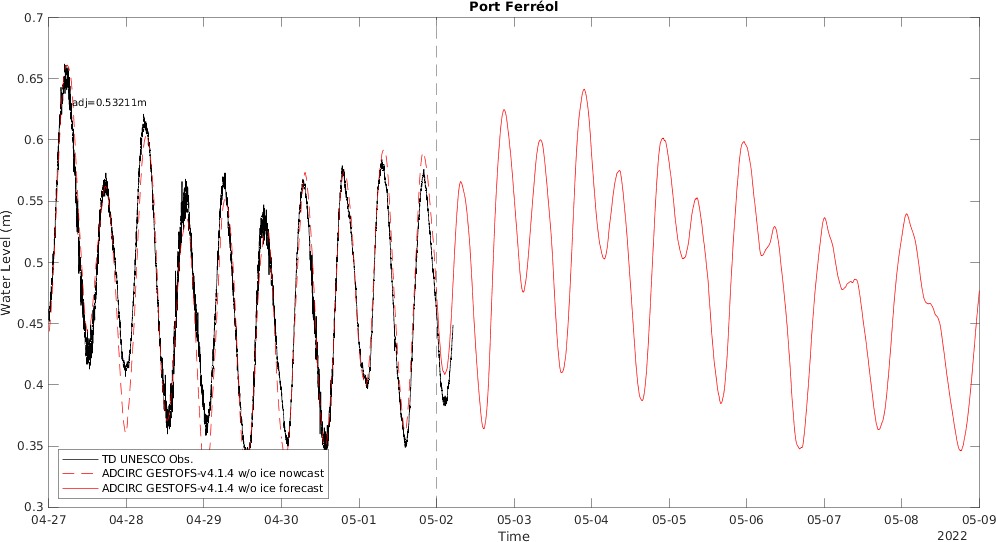 Port Ferréol
0.7
0.65
adj=0.53211m
0.6
0.55
0.5
Water Level (m)
0.45
0.4
0.35
TD UNESCO Obs.
ADCIRC GESTOFS-v4.1.4 w/o ice nowcast
ADCIRC GESTOFS-v4.1.4 w/o ice forecast
0.3
04-27 04-28 04-29 04-30 05-01 05-02 05-03 05-04 05-05 05-06 05-07 05-08 05-09
Time
2022